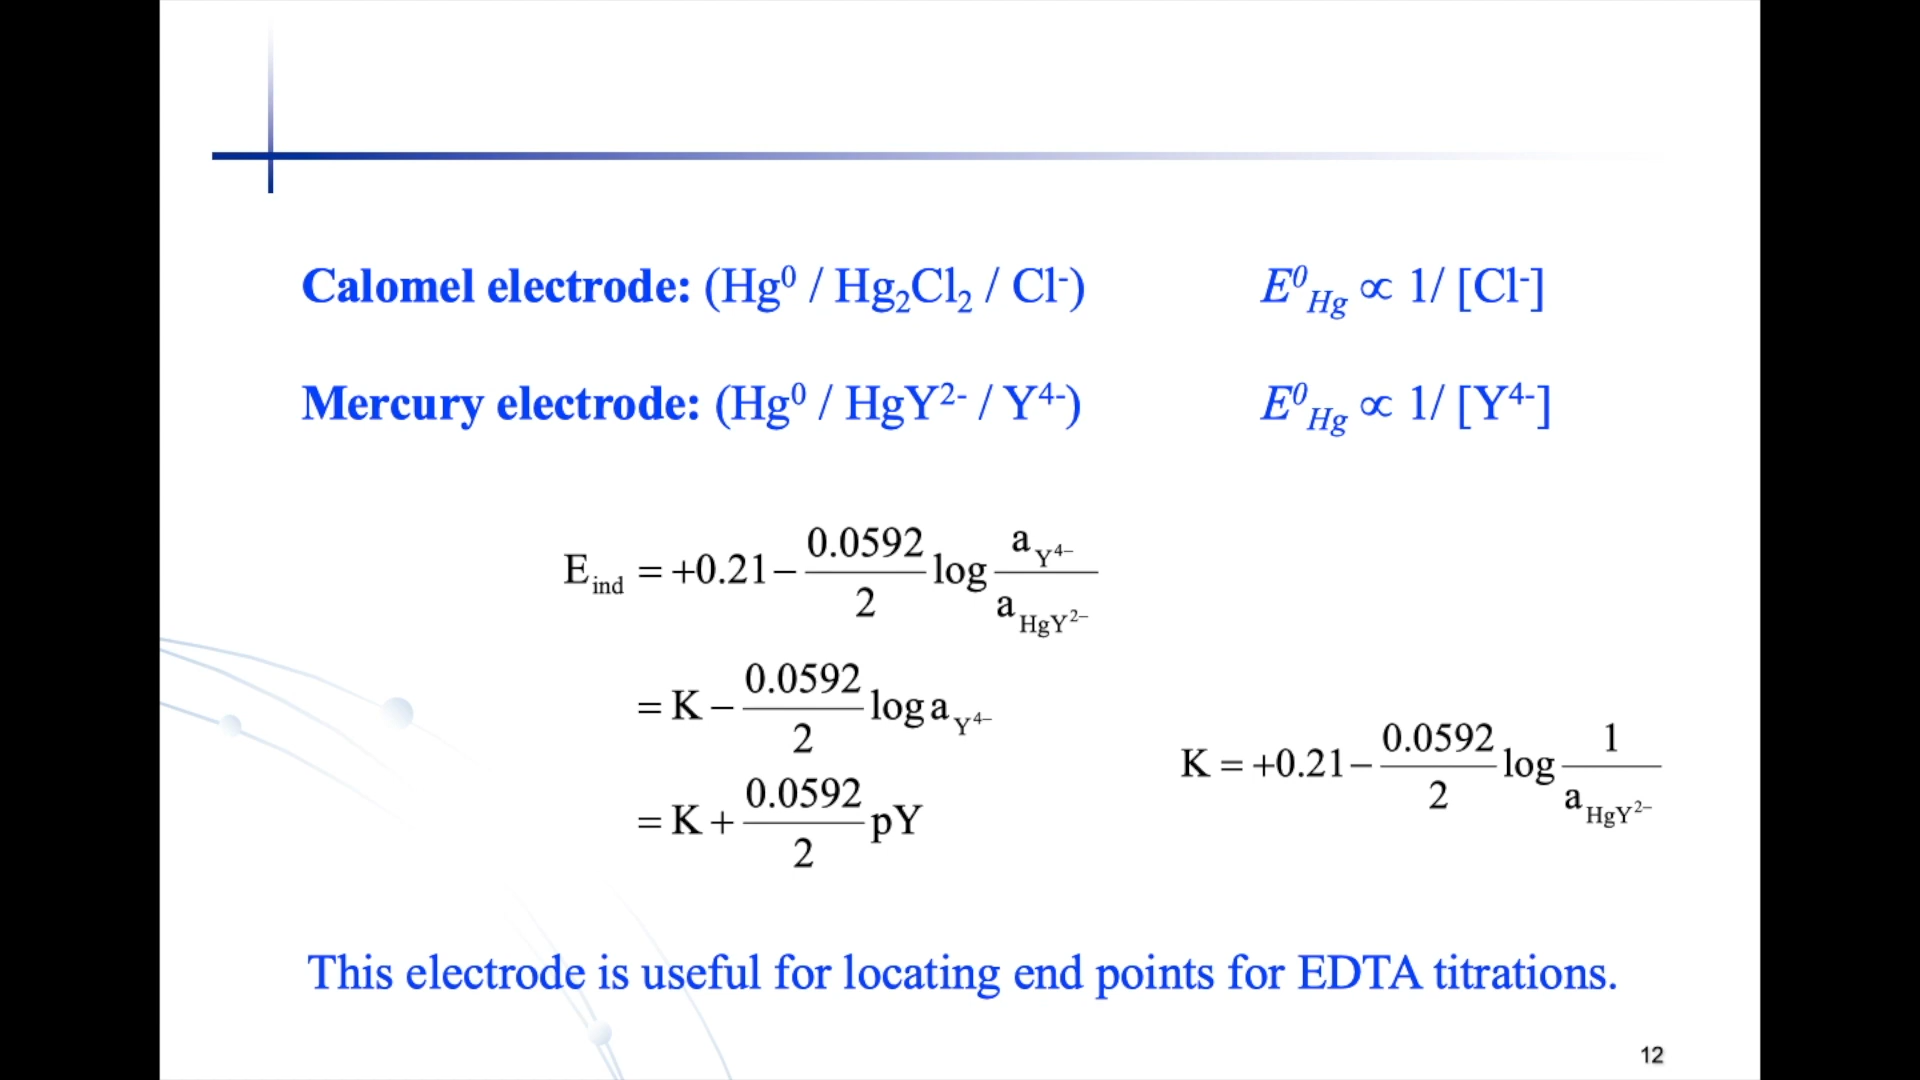 Calomel electrode: (Hg⁰ / Hg₂Cl₂ / Cl⁻) E⁰_Hg ∝ 1/ [Cl⁻]
Mercury electrode: (Hg⁰ / HgY²⁻ / Y⁴⁻) E⁰_Hg ∝ 1/ [Y⁴⁻]
E_ind = +0.21 − (0.0592 / 2) log (a_Y⁴⁻ / a_HgY²⁻)
= K − (0.0592 / 2) log a_Y⁴⁻
K = +0.21 − (0.0592 / 2) log (1 / a_HgY²⁻)
= K + (0.0592 / 2) pY
This electrode is useful for locating end points for EDTA titrations.
12